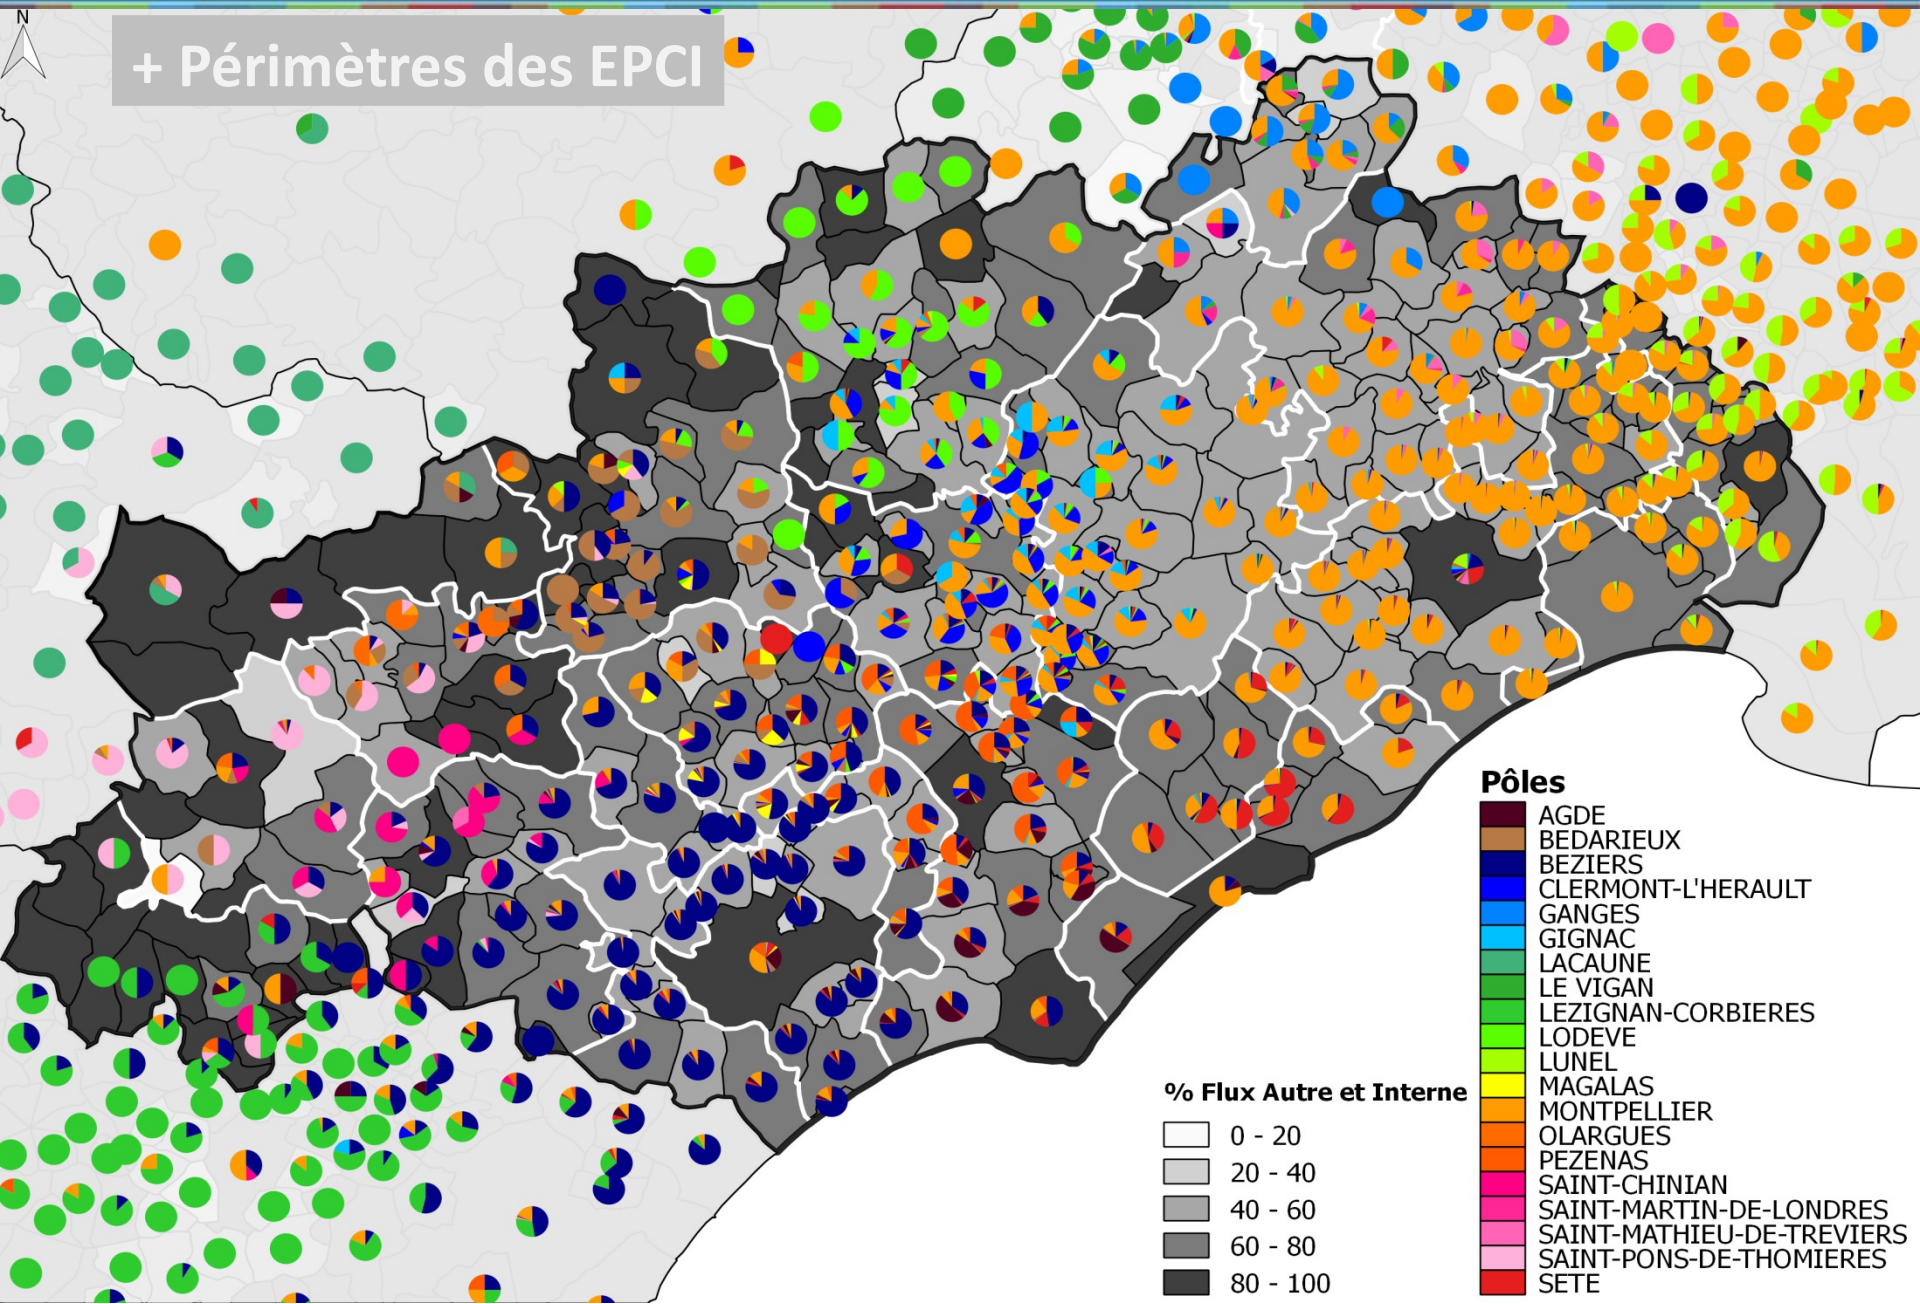 N
+ Périmètres des EPCI
Pôles
AGDE
BEDARIEUX
BEZIERS
CLERMONT-L'HERAULT
GANGES
GIGNAC
LACAUNE
LE VIGAN
LEZIGNAN-CORBIERES
LODEVE
LUNEL
MAGALAS
MONTPELLIER
OLARGUES
PEZENAS
SAINT-CHINIAN
SAINT-MARTIN-DE-LONDRES
SAINT-MATHIEU-DE-TREVIERS
SAINT-PONS-DE-THOMIERES
SETE
% Flux Autre et Interne
0 - 20
20 - 40
40 - 60
60 - 80
80 - 100